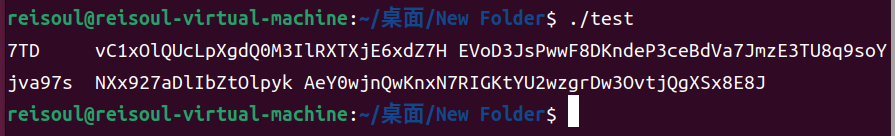 reisoul@reisoul-virtual-machine:~/桌面/New Folder$ ./test
7TD     vC1xOlQUcLpXgdQ0M3IlRXTXjE6xdZ7H EVoD3JsPwwF8DKndeP3ceBdVa7JmzE3TU8q9soY
jva97s  NXx927aDlIbZtOlpyk AeY0wjnQwKnxN7RIGKtYU2wzgrDw3OvtjQgXSx8E8J
reisoul@reisoul-virtual-machine:~/桌面/New Folder$